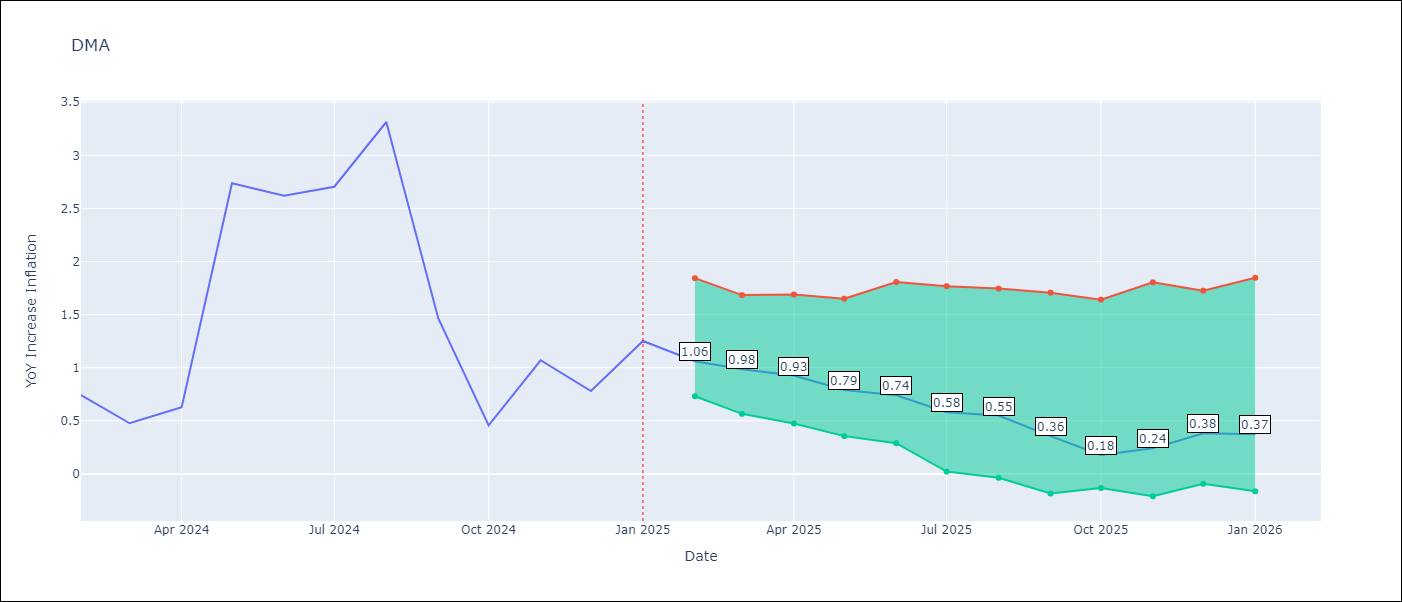 DMA
3.5
3
2.5
2
1.5
1
0.5
0
YoY Increase Inflation
1.06
0.98
0.93
0.79
0.74
0.58
0.55
0.36
0.18
0.24
0.38
0.37
Apr 2024
Jul 2024
Oct 2024
Jan 2025
Apr 2025
Jul 2025
Oct 2025
Jan 2026
Date